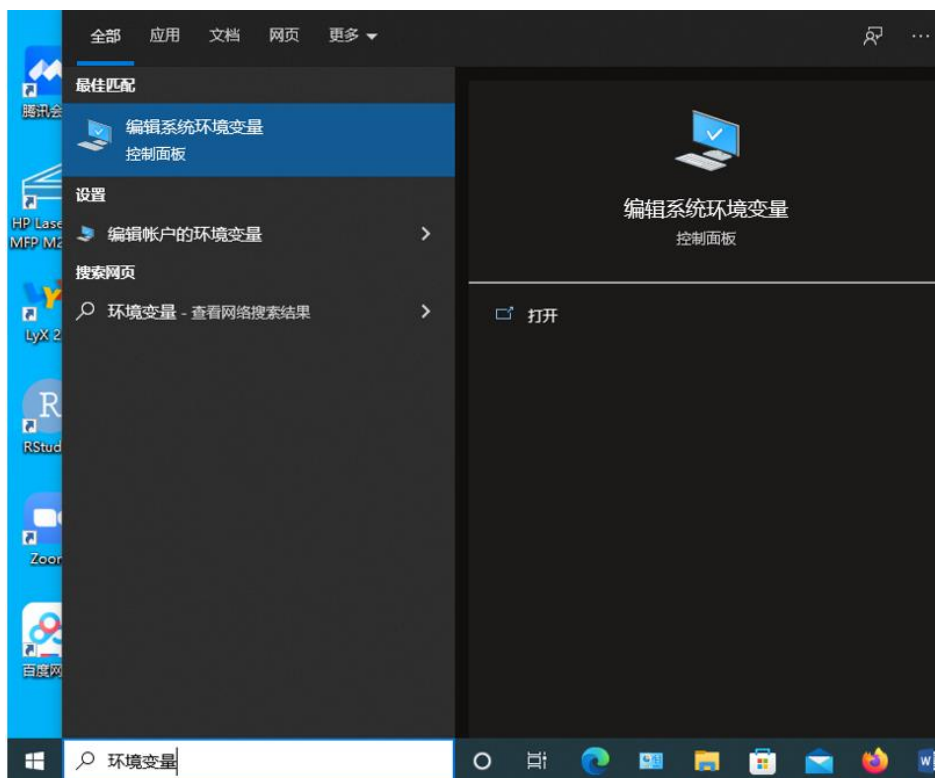 全部 应用 文档 网页 更多
最佳匹配
编辑系统环境变量
控制面板
设置
编辑帐户的环境变量
搜索网页
环境变量 - 查看网络搜索结果
编辑系统环境变量
控制面板
打开
腾讯会
HP Lase
MFP M2
LyX 2
R
RStud
Zoor
百度网
环境变量
W